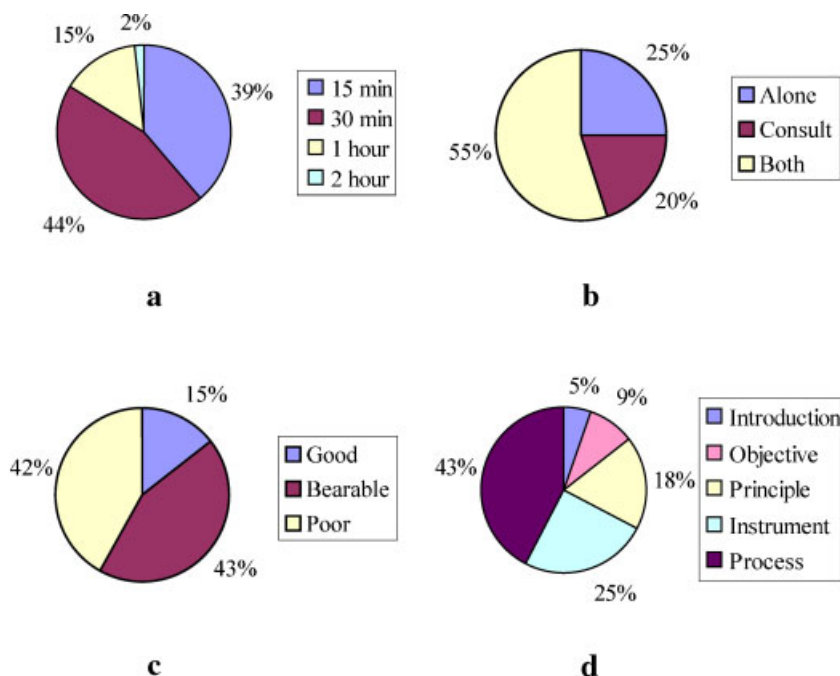 2%
15%
39%
44%
15 min
30 min
1 hour
2 hour
a
25%
55%
20%
Alone
Consult
Both
b
15%
42%
43%
Good
Bearable
Poor
c
5%
9%
43%
18%
25%
Introduction
Objective
Principle
Instrument
Process
d